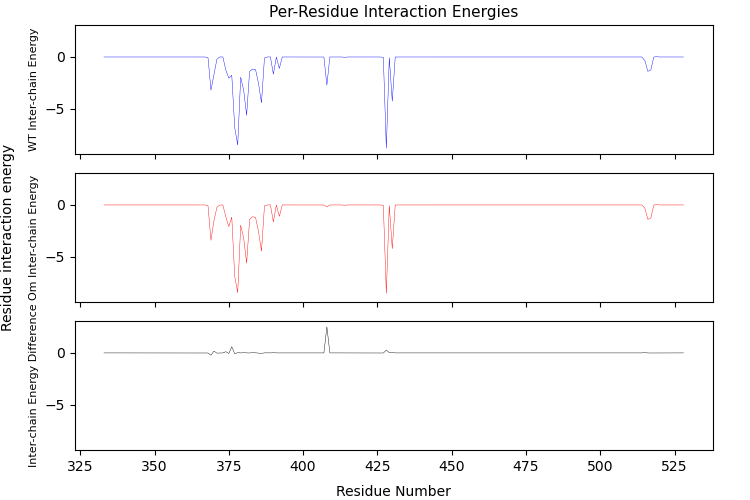 Per-Residue Interaction Energies
Residue interaction energy
WT Inter-chain Energy
0
−5
Om Inter-chain Energy
0
−5
Inter-chain Energy Difference
0
−5
325 350 375 400 425 450 475 500 525
Residue Number